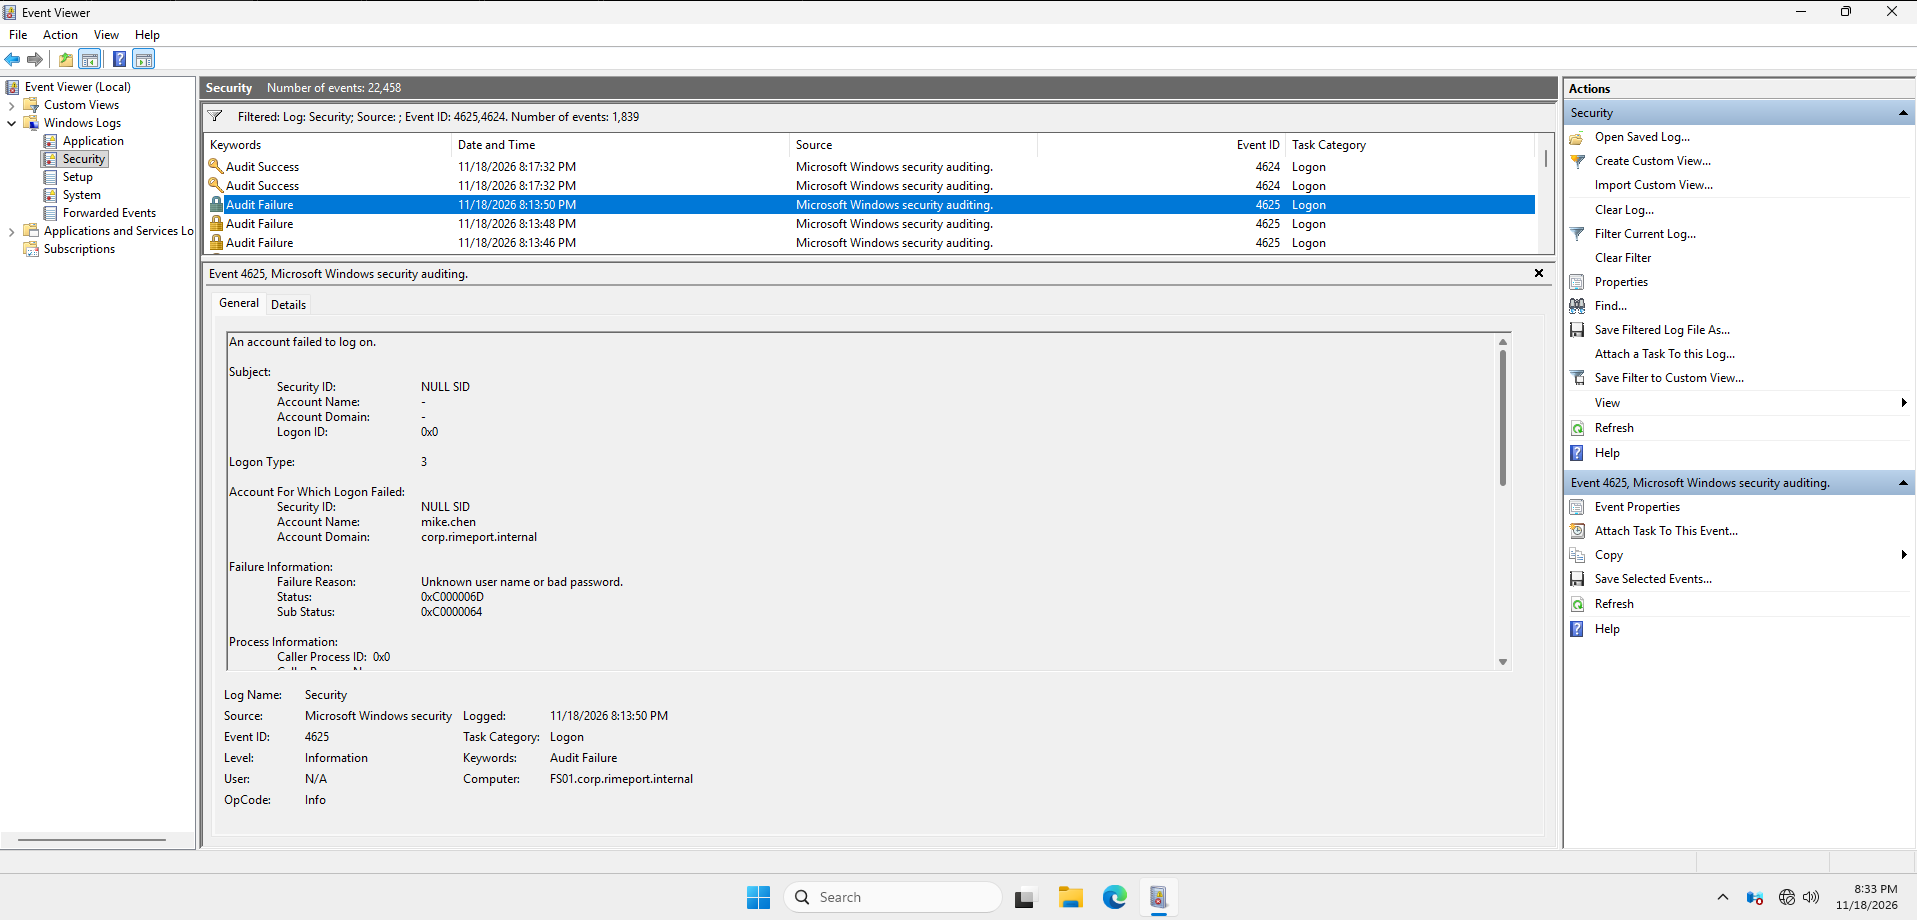 Event Viewer
File Action View Help
Event Viewer (Local)
Custom Views
Windows Logs
Application
Security
Setup
System
Forwarded Events
Applications and Services Lo
Subscriptions
Security Number of events: 22,458
Filtered: Log: Security; Source: ; Event ID: 4625,4624. Number of events: 1,839
Keywords Date and Time Source Event ID Task Category
Audit Success 11/18/2026 8:17:32 PM Microsoft Windows security auditing. 4624 Logon
Audit Success 11/18/2026 8:17:32 PM Microsoft Windows security auditing. 4624 Logon
Audit Failure 11/18/2026 8:13:50 PM Microsoft Windows security auditing. 4625 Logon
Audit Failure 11/18/2026 8:13:48 PM Microsoft Windows security auditing. 4625 Logon
Audit Failure 11/18/2026 8:13:46 PM Microsoft Windows security auditing. 4625 Logon
Event 4625, Microsoft Windows security auditing.
General Details
An account failed to log on.
Subject:
Security ID: NULL SID
Account Name: -
Account Domain: -
Logon ID: 0x0
Logon Type: 3
Account For Which Logon Failed:
Security ID: NULL SID
Account Name: mike.chen
Account Domain: corp.rimeport.internal
Failure Information:
Failure Reason: Unknown user name or bad password.
Status: 0xC000006D
Sub Status: 0xC0000064
Process Information:
Caller Process ID: 0x0
Log Name: Security
Source: Microsoft Windows security Logged: 11/18/2026 8:13:50 PM
Event ID: 4625 Task Category: Logon
Level: Information Keywords: Audit Failure
User: N/A Computer: FS01.corp.rimeport.internal
OpCode: Info
Actions
Security
Open Saved Log...
Create Custom View...
Import Custom View...
Clear Log...
Filter Current Log...
Clear Filter
Properties
Find...
Save Filtered Log File As...
Attach a Task To this Log...
Save Filter to Custom View...
View
Refresh
Help
Event 4625, Microsoft Windows security auditing.
Event Properties
Attach Task To This Event...
Copy
Save Selected Events...
Refresh
Help
Search
8:33 PM
11/18/2026